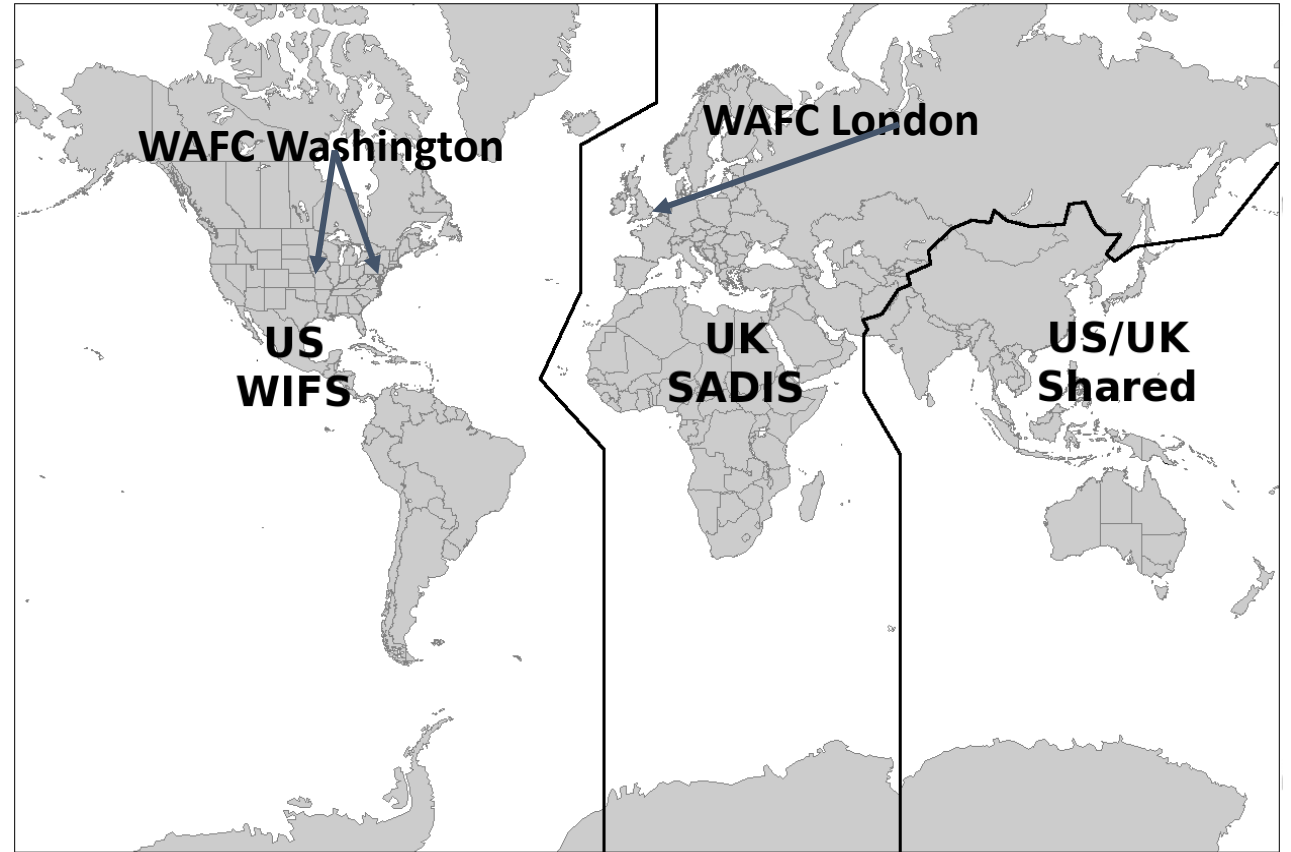 WAFC Washington
WAFC London
US
WIFS
UK
SADIS
US/UK
Shared